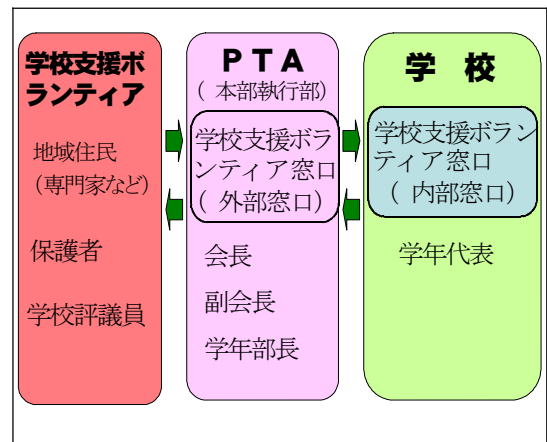 学校支援ボ
ランティア
地域住民
（専門家など）
保護者
学校評議員
ＰＴＡ
（ 本部執行部）
学校支援ボラ
ンティア窓口
（ 外部窓口）
会長
副会長
学年部長
学　校
学校支援ボラン
ティア窓口
（ 内部窓口）
学年代表